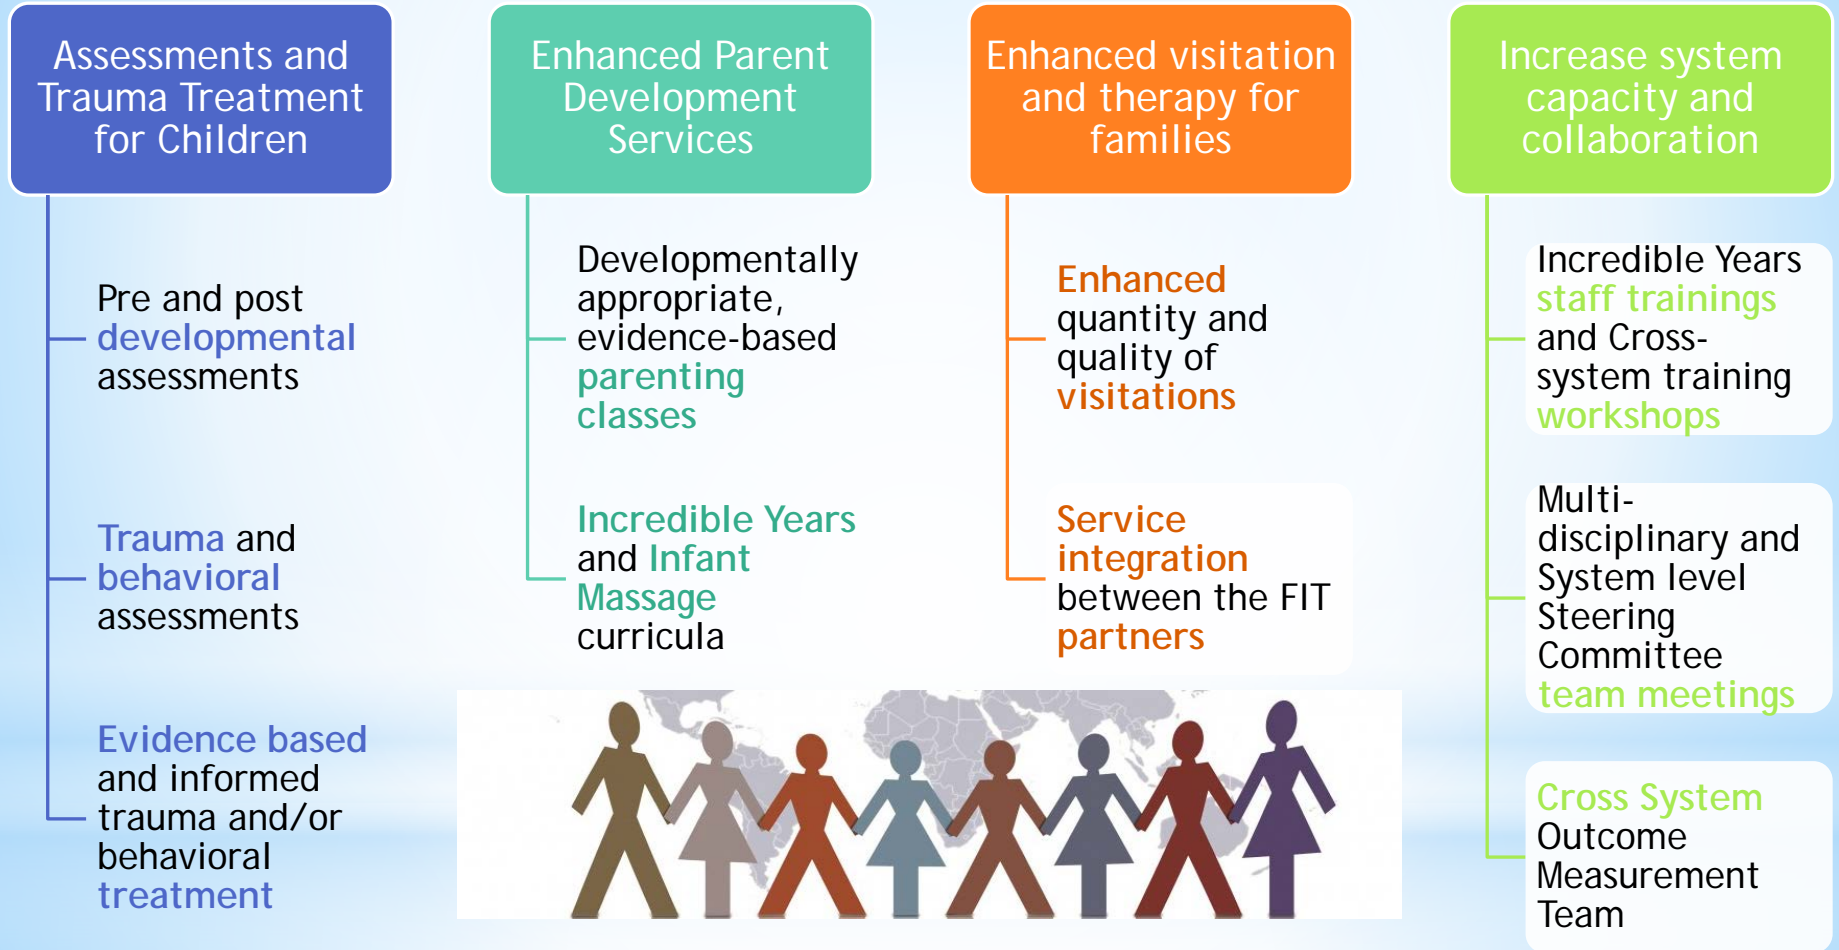 Assessments and
Trauma Treatment
for Children
Pre and post
developmental
assessments
Trauma and
behavioral
assessments
Evidence based
and informed
trauma and/or
behavioral
treatment
Enhanced Parent
Development
Services
Developmentally
appropriate,
evidence-based
parenting
classes
Incredible Years
and Infant
Massage
curricula
Enhanced visitation
and therapy for
families
Enhanced
quantity and
quality of
visitations
Service
integration
between the FIT
partners
Increase system
capacity and
collaboration
Incredible Years
staff trainings
and Cross-
system training
workshops
Multi-
disciplinary and
System level
Steering
Committee
team meetings
Cross System
Outcome
Measurement
Team